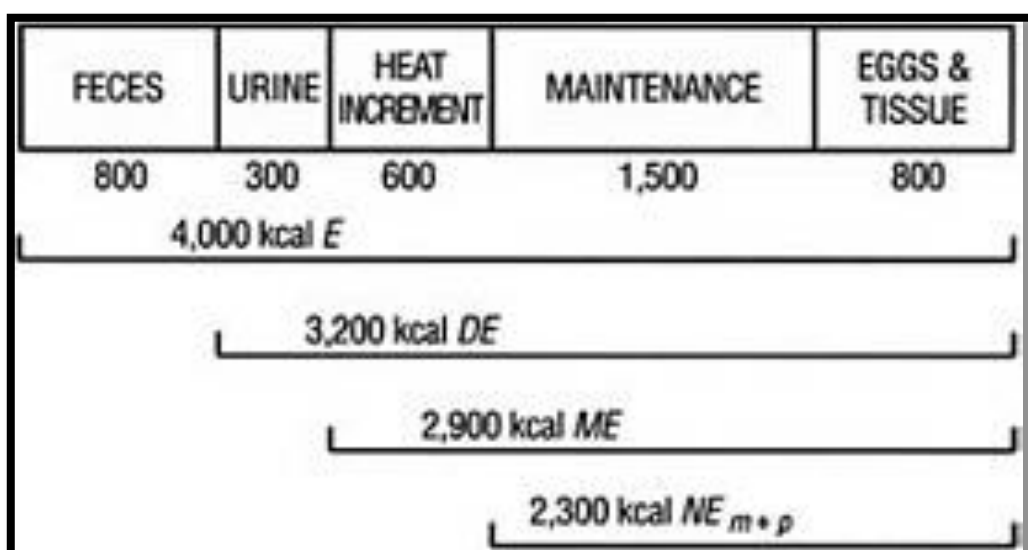 FECES
URINE
HEAT
INCREMENT
MAINTENANCE
EGGS &
TISSUE
800
300
600
1,500
800
4,000 kcal E
3,200 kcal DE
2,900 kcal ME
2,300 kcal NE m + p